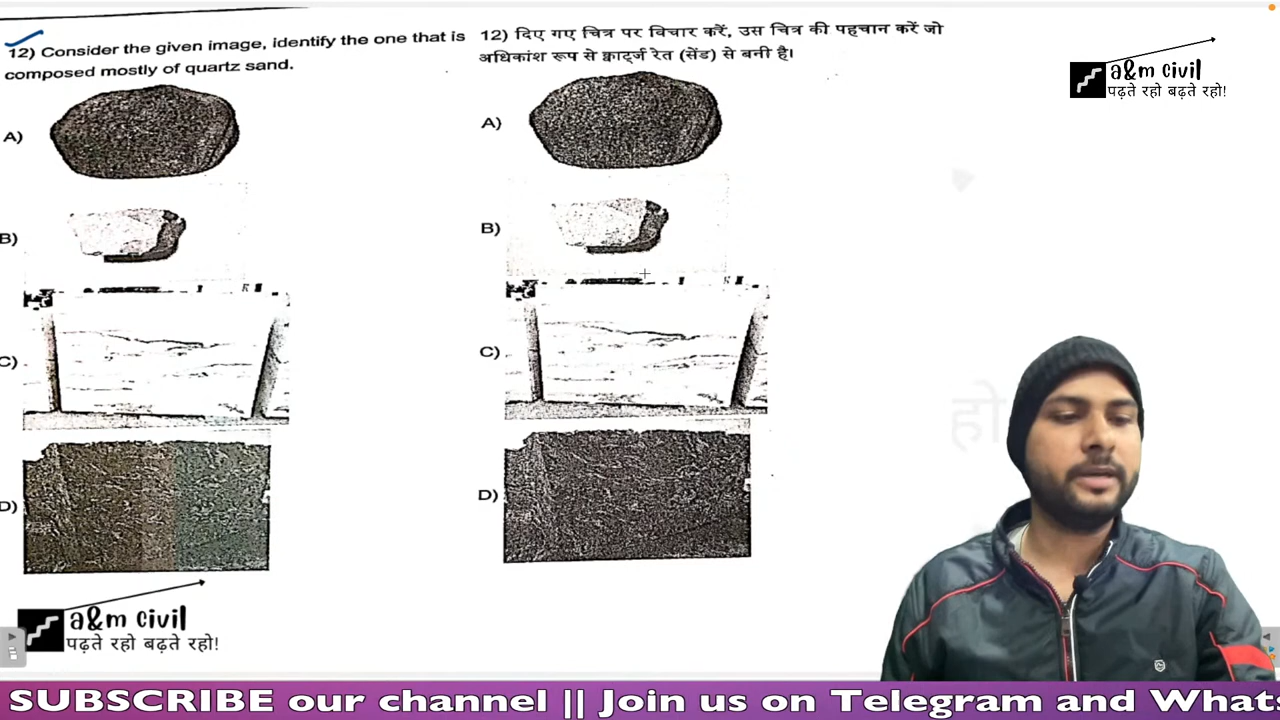 12) Consider the given image, identify the one that is
composed mostly of quartz sand.
A)
B)
C)
D)
a&m civil
पढ़ते रहो बढ़ते रहो!
12) दिए गए चित्र पर विचार करें, उस चित्र की पहचान करें जो
अधिकांश रूप से क्वार्ट्ज रेत (सेंड) से बनी है।
A)
B)
C)
D)
a&m civil
पढ़ते रहो बढ़ते रहो!
हो
SUBSCRIBE our channel || Join us on Telegram and Whats